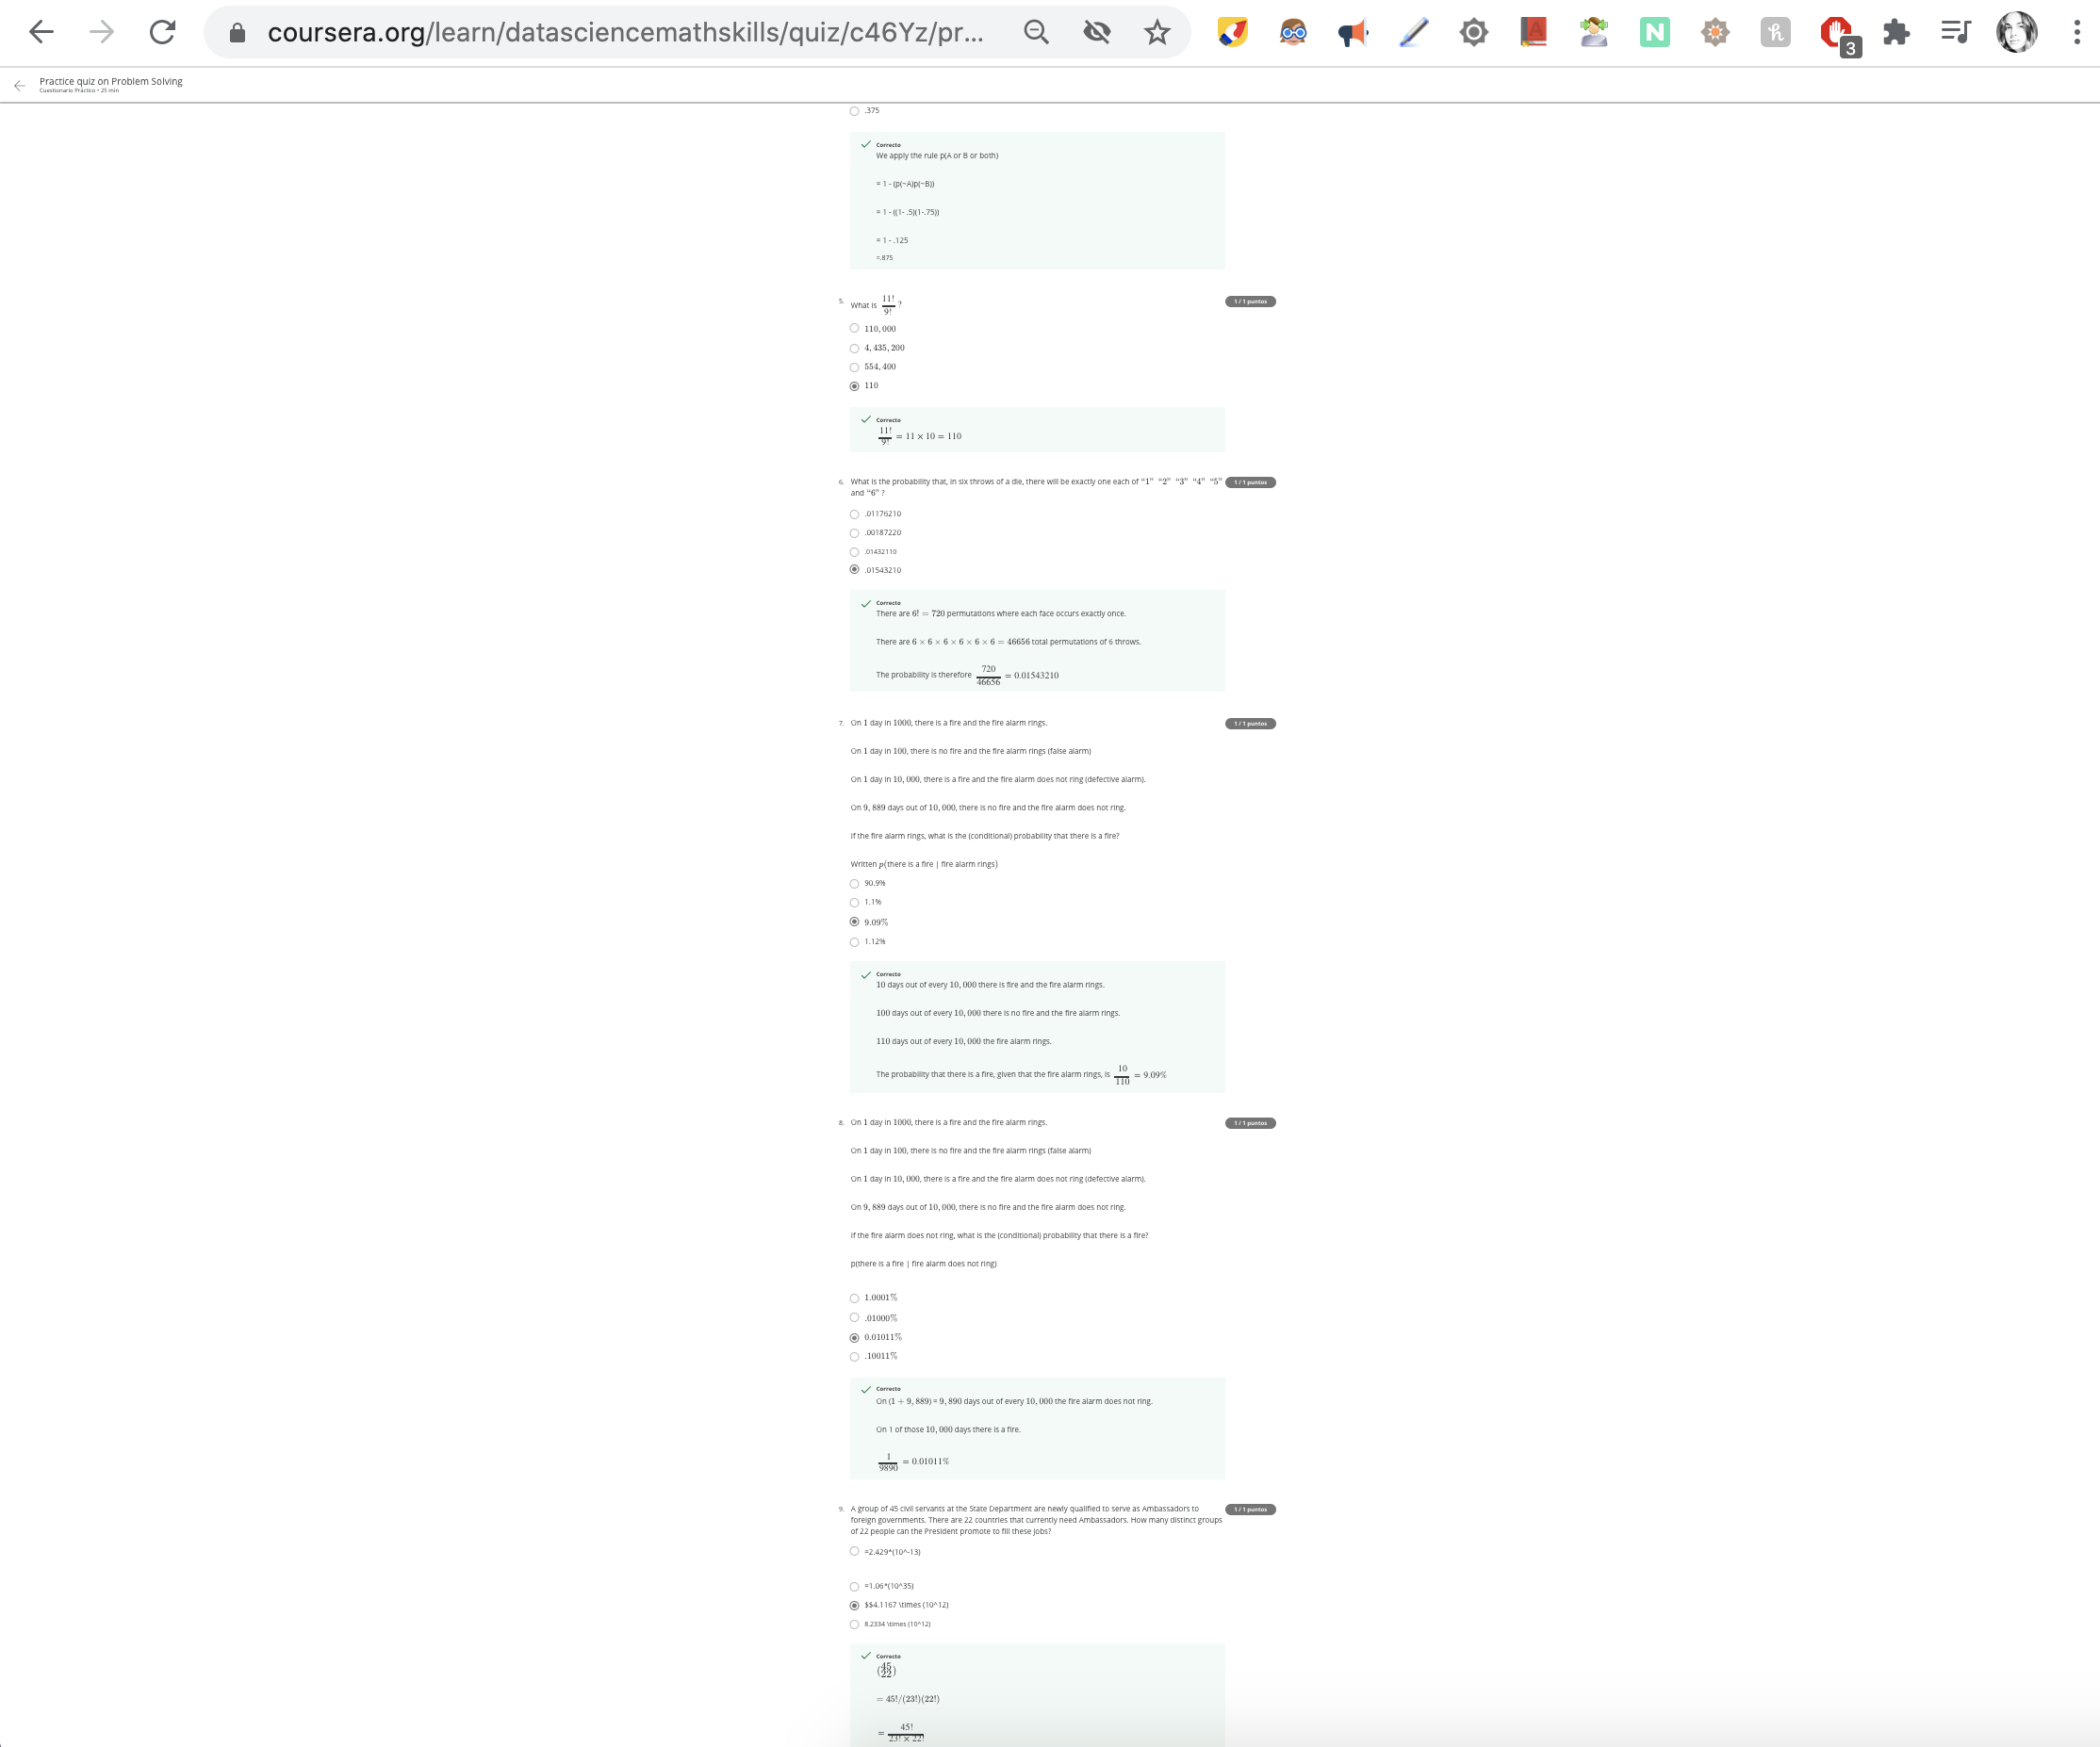 coursera.org/learn/datasciencemathskills/quiz/c46Yz/pr...
3
Practice quiz on Problem Solving
Cuestionario Práctico • 25 min
.375
Correcto
We apply the rule p(A or B or both)
= 1 - (p(~A)p(~B))
= 1 - ((1- .5)(1-.75))
= 1 - .125
=.875
5. What is 11!/9! ?
1 / 1 puntos
110,000
4,435,200
554,400
110
Correcto
11!/9! = 11 × 10 = 110
6. What is the probability that, in six throws of a die, there will be exactly one each of “1” “2” “3” “4” “5”
and “6” ?
1 / 1 puntos
.01176210
.00187220
.01432110
.01543210
Correcto
There are 6! = 720 permutations where each face occurs exactly once.
There are 6 × 6 × 6 × 6 × 6 × 6 = 46656 total permutations of 6 throws.
The probability is therefore 720/46656 = 0.01543210
7. On 1 day in 1000, there is a fire and the fire alarm rings.
1 / 1 puntos
On 1 day in 100, there is no fire and the fire alarm rings (false alarm)
On 1 day in 10,000, there is a fire and the fire alarm does not ring (defective alarm).
On 9,889 days out of 10,000, there is no fire and the fire alarm does not ring.
If the fire alarm rings, what is the (conditional) probability that there is a fire?
Written p(there is a fire | fire alarm rings)
90.9%
1.1%
9.09%
1.12%
Correcto
10 days out of every 10,000 there is fire and the fire alarm rings.
100 days out of every 10,000 there is no fire and the fire alarm rings.
110 days out of every 10,000 the fire alarm rings.
The probability that there is a fire, given that the fire alarm rings, is 10/110 = 9.09%
8. On 1 day in 1000, there is a fire and the fire alarm rings.
1 / 1 puntos
On 1 day in 100, there is no fire and the fire alarm rings (false alarm)
On 1 day in 10,000, there is a fire and the fire alarm does not ring (defective alarm).
On 9,889 days out of 10,000, there is no fire and the fire alarm does not ring.
If the fire alarm does not ring, what is the (conditional) probability that there is a fire?
p(there is a fire | fire alarm does not ring)
1.0001%
.01000%
0.01011%
.10011%
Correcto
On (1 + 9,889) = 9,890 days out of every 10,000 the fire alarm does not ring.
On 1 of those 10,000 days there is a fire.
1/9890 = 0.01011%
9. A group of 45 civil servants at the State Department are newly qualified to serve as Ambassadors to
foreign governments. There are 22 countries that currently need Ambassadors. How many distinct groups
of 22 people can the President promote to fill these jobs?
1 / 1 puntos
=2.429*(10^-13)
=1.06*(10^35)
$$4.1167 \times (10^12)
8.2334 \times (10^12)
Correcto
(45 22)
= 45!/(23!)(22!)
= 45!/23! × 22!